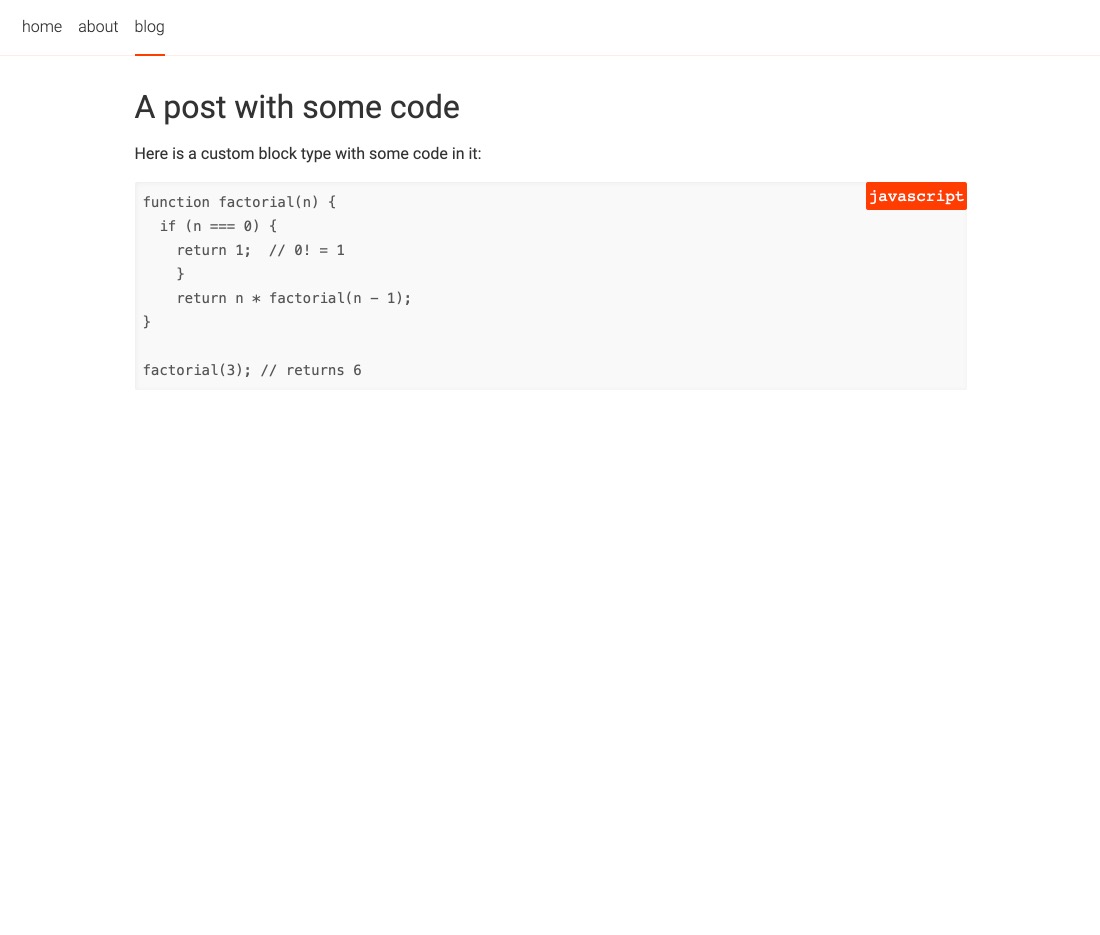 home about blog
A post with some code
Here is a custom block type with some code in it:
javascript
function factorial(n) {
  if (n === 0) {
    return 1;  // 0! = 1
    }
    return n * factorial(n − 1);
}

factorial(3); // returns 6